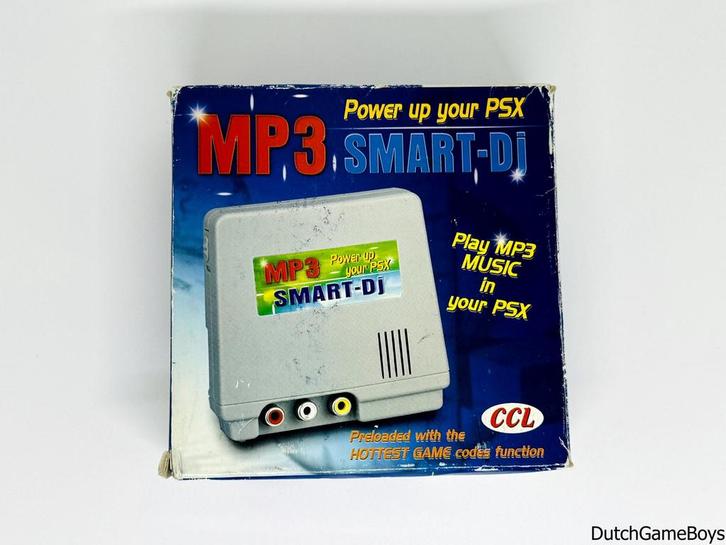 Power up your PSX
MP3 SMART-Dj
MP3 Power up
your PSX
SMART-Dj
Play MP3
MUSIC
in
your PSX
CCL
Preloaded with the
HOTTEST GAME codes function
DutchGameBoys